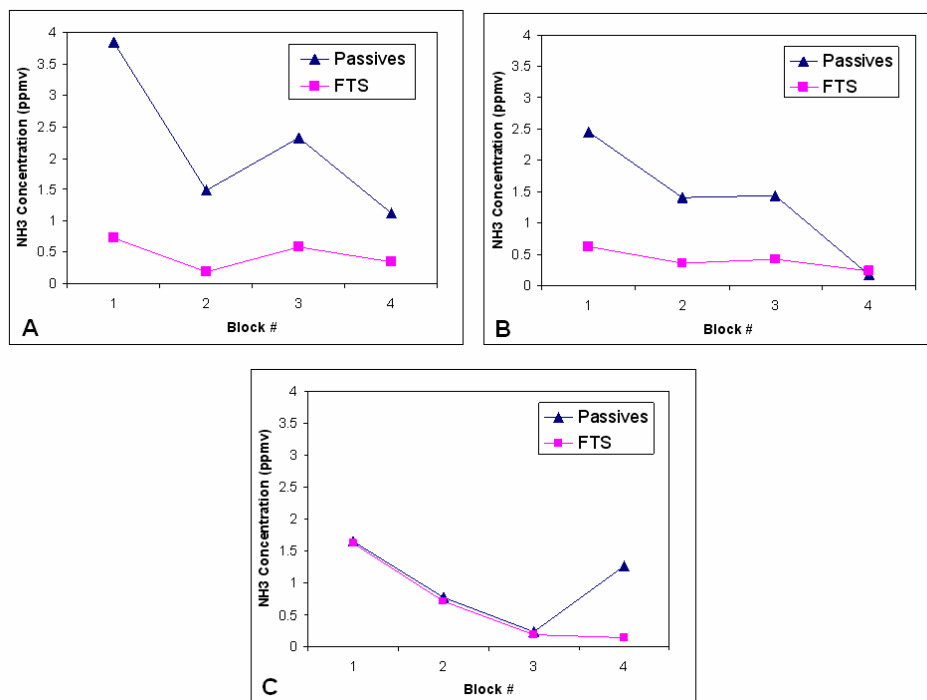 4
3.5
3
2.5
2
1.5
1
0.5
0
NH3 Concentration (ppmv)
Passives
FTS
1 2 3 4
Block #
A
4
3.5
3
2.5
2
1.5
1
0.5
0
NH3 Concentration (ppmv)
Passives
FTS
1 2 3 4
Block #
B
4
3.5
3
2.5
2
1.5
1
0.5
0
NH3 Concentration (ppmv)
Passives
FTS
1 2 3 4
Block #
C